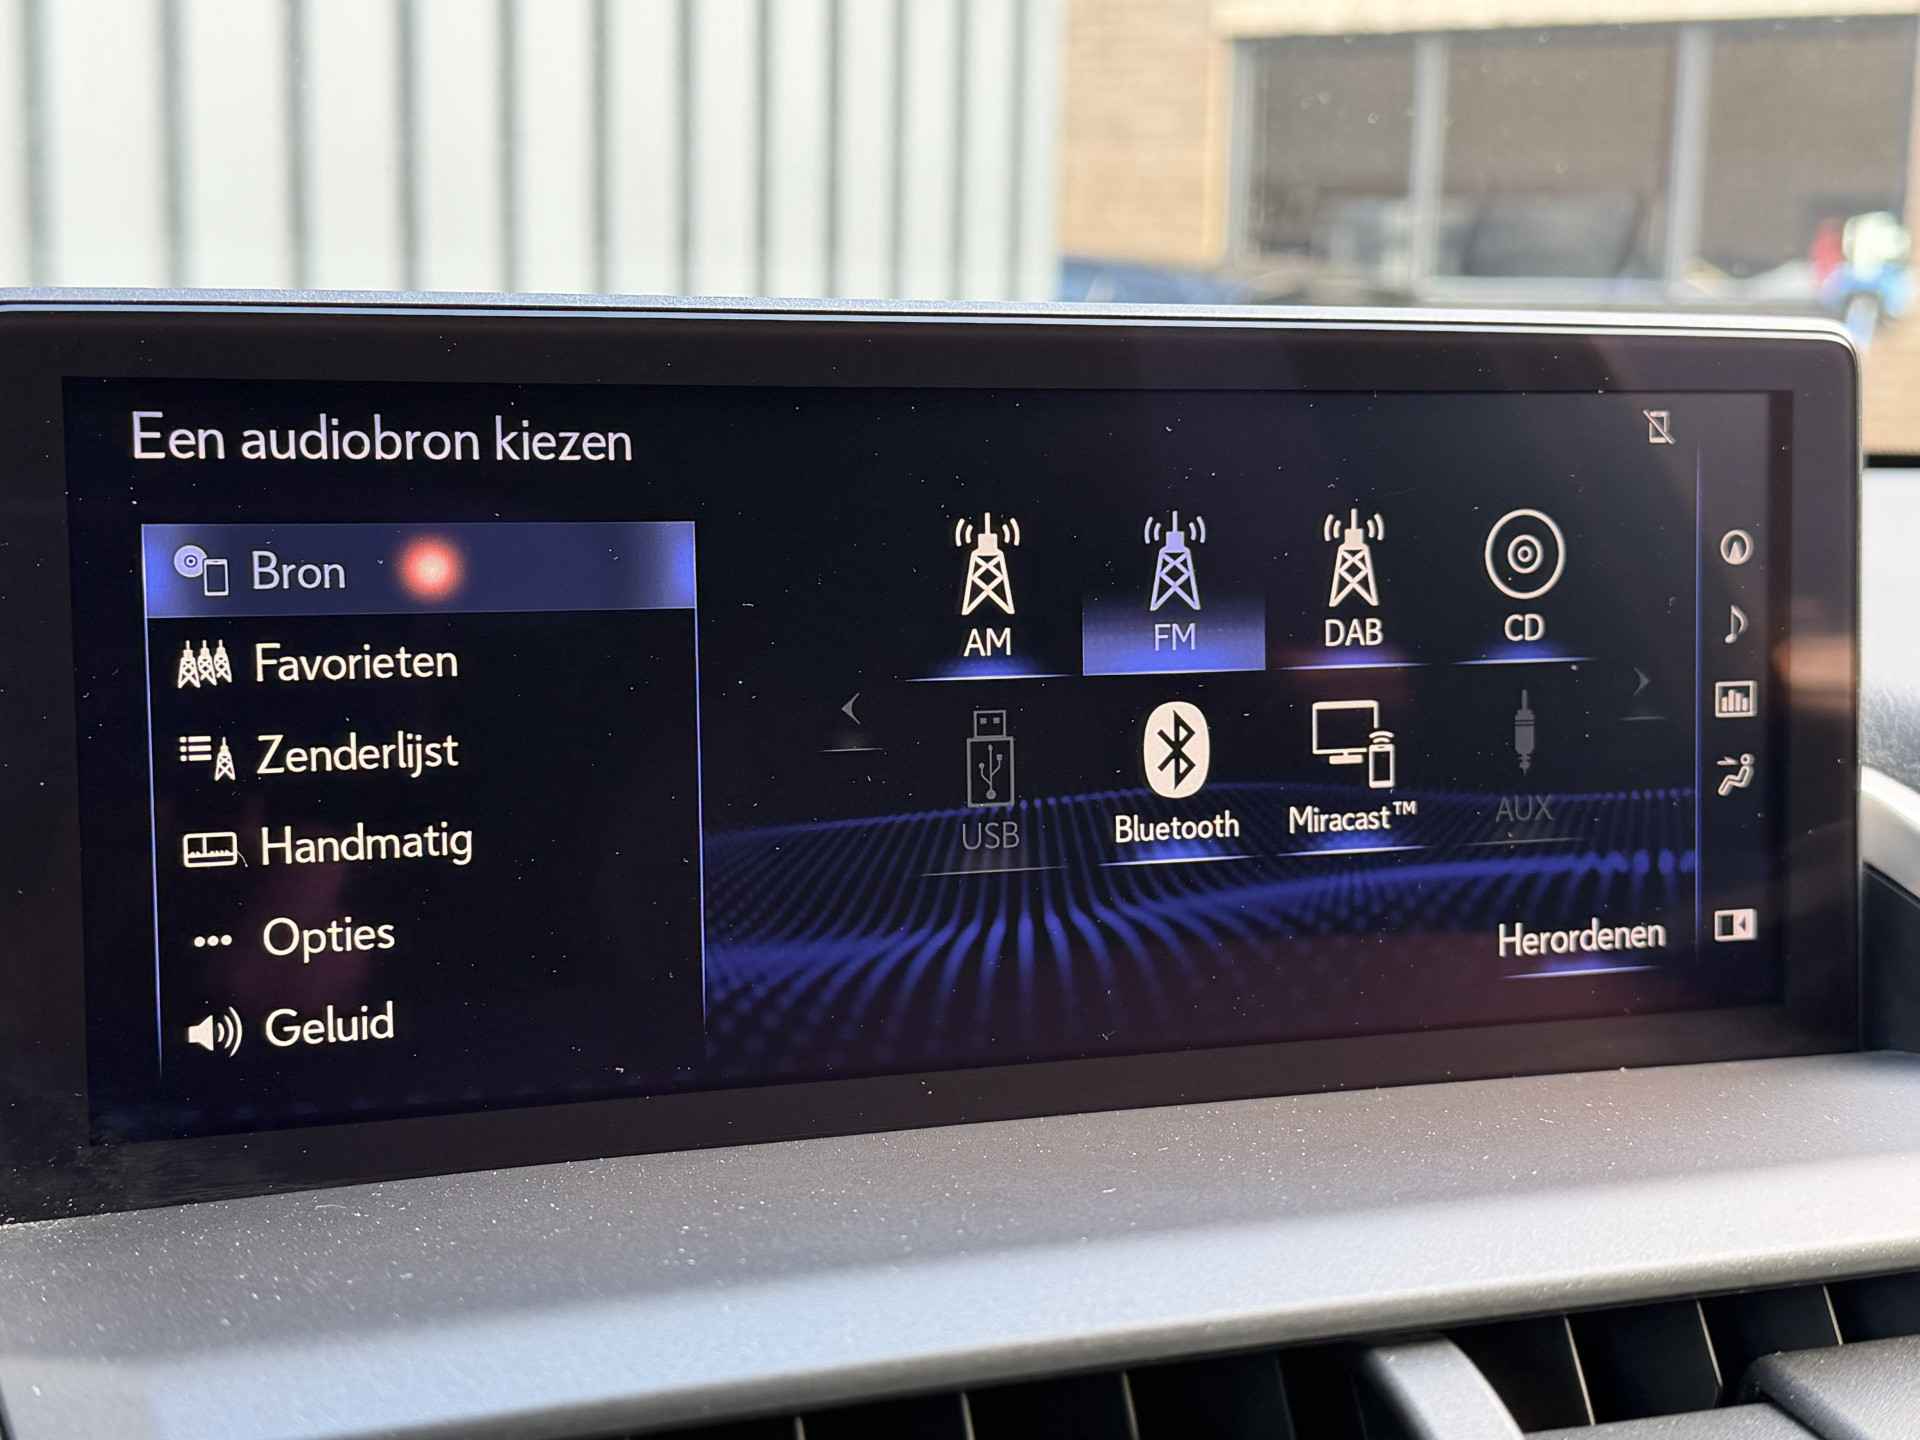 Een audiobron kiezen
Bron
Favorieten
Zenderlijst
Handmatig
Opties
Geluid
AM
FM
DAB
CD
USB
Bluetooth
Miracast™
AUX
Herordenen